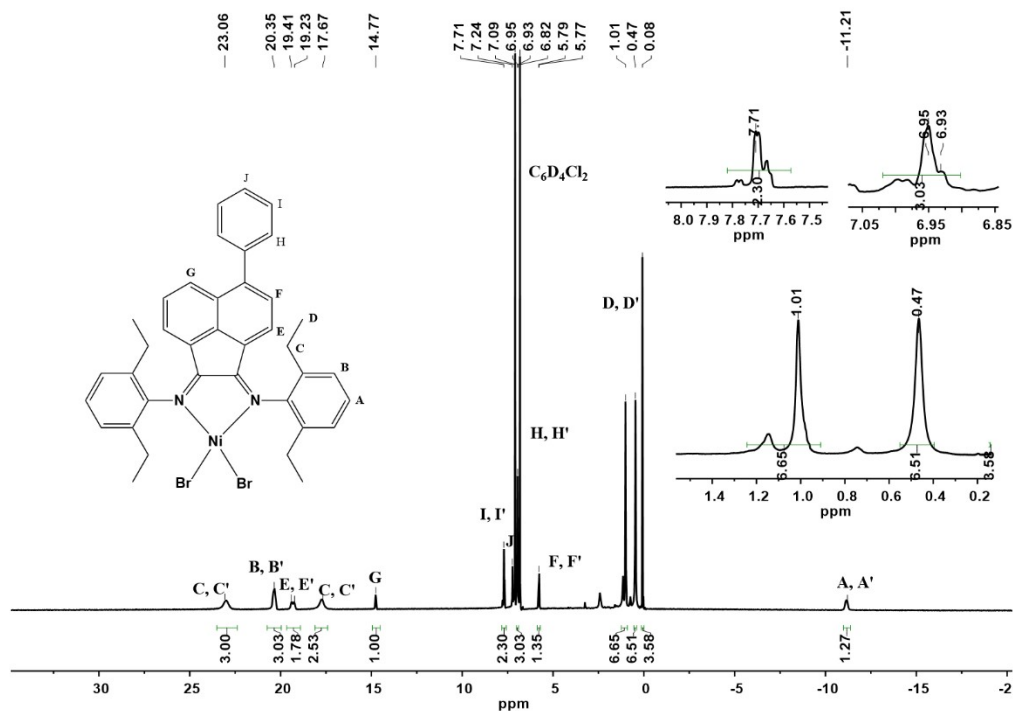 23.06
20.35
19.41
19.23
17.67
14.77
7.71
7.24
7.09
6.95
6.93
6.82
5.79
5.77
1.01
0.47
0.08
-11.21
C6D4Cl2
7.71
2.30
8.0 7.9 7.8 7.7 7.6 7.5
ppm
6.95
6.93
3.03
7.05 6.95 6.85
ppm
J
I
H
G
F
E
D
C
B
A
N N
Ni
Br Br
D, D'
1.01
0.47
6.65
6.51
3.58
1.4 1.2 1.0 0.8 0.6 0.4 0.2
ppm
H, H'
I, I'
J
F, F'
B, B'
C, C'
E, E'
C, C'
G
A, A'
3.00
3.03
1.78
2.53
1.00
2.30
3.03
1.35
6.65
6.51
3.58
1.27
30 25 20 15 10 5 0 -5 -10 -15 -2
ppm